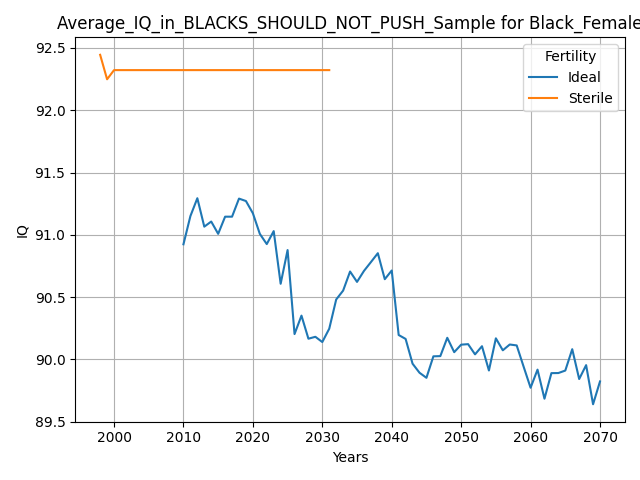 Average_IQ_in_BLACKS_SHOULD_NOT_PUSH_Sample for Black_Female
Fertility
Ideal
Sterile
92.5
92.0
91.5
91.0
90.5
90.0
89.5
IQ
2000 2010 2020 2030 2040 2050 2060 2070
Years